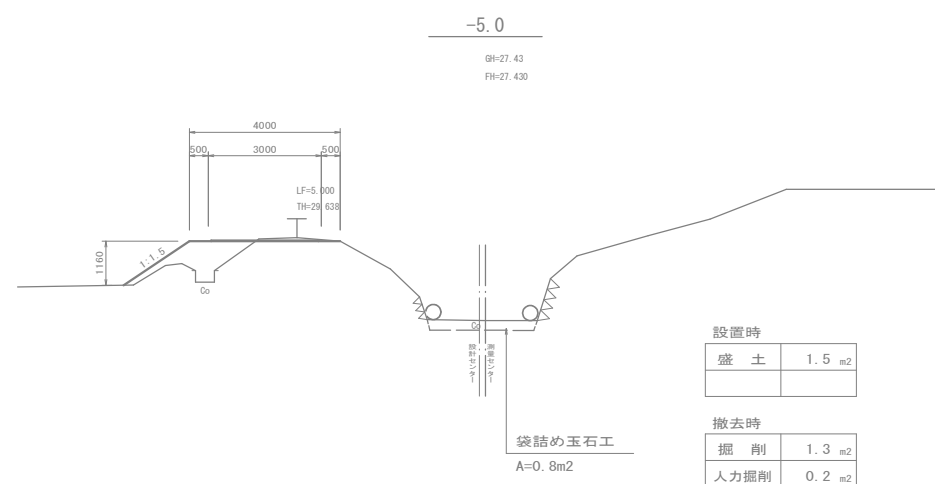 -5.0
GH=27.43
FH=27.430
4000
500 3000 500
LF=5.000
TH=29.638
1160
1:1.5
Co
Co
設計センター
測量センター
袋詰め玉石工
A=0.8m2
設置時
盛 土 1.5 m2
撤去時
掘 削 1.3 m2
人力掘削 0.2 m2